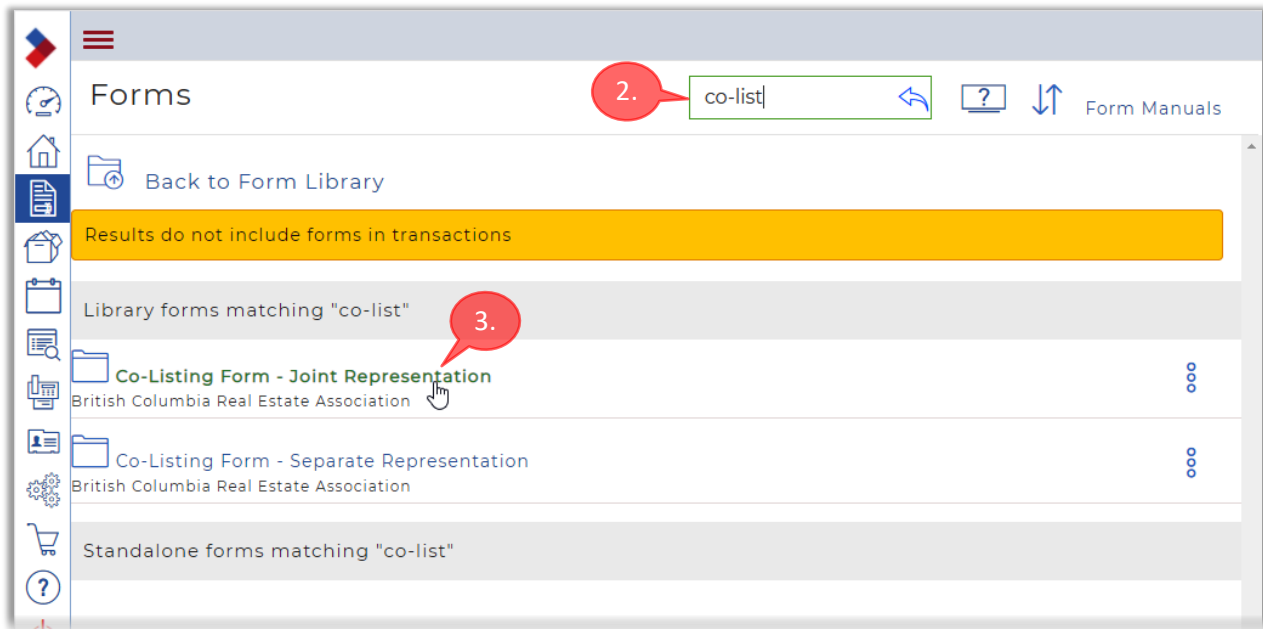 Forms
2.
co-list
?
Form Manuals
Back to Form Library
Results do not include forms in transactions
Library forms matching "co-list"
3.
Co-Listing Form - Joint Representation
British Columbia Real Estate Association
Co-Listing Form - Separate Representation
British Columbia Real Estate Association
Standalone forms matching "co-list"
?